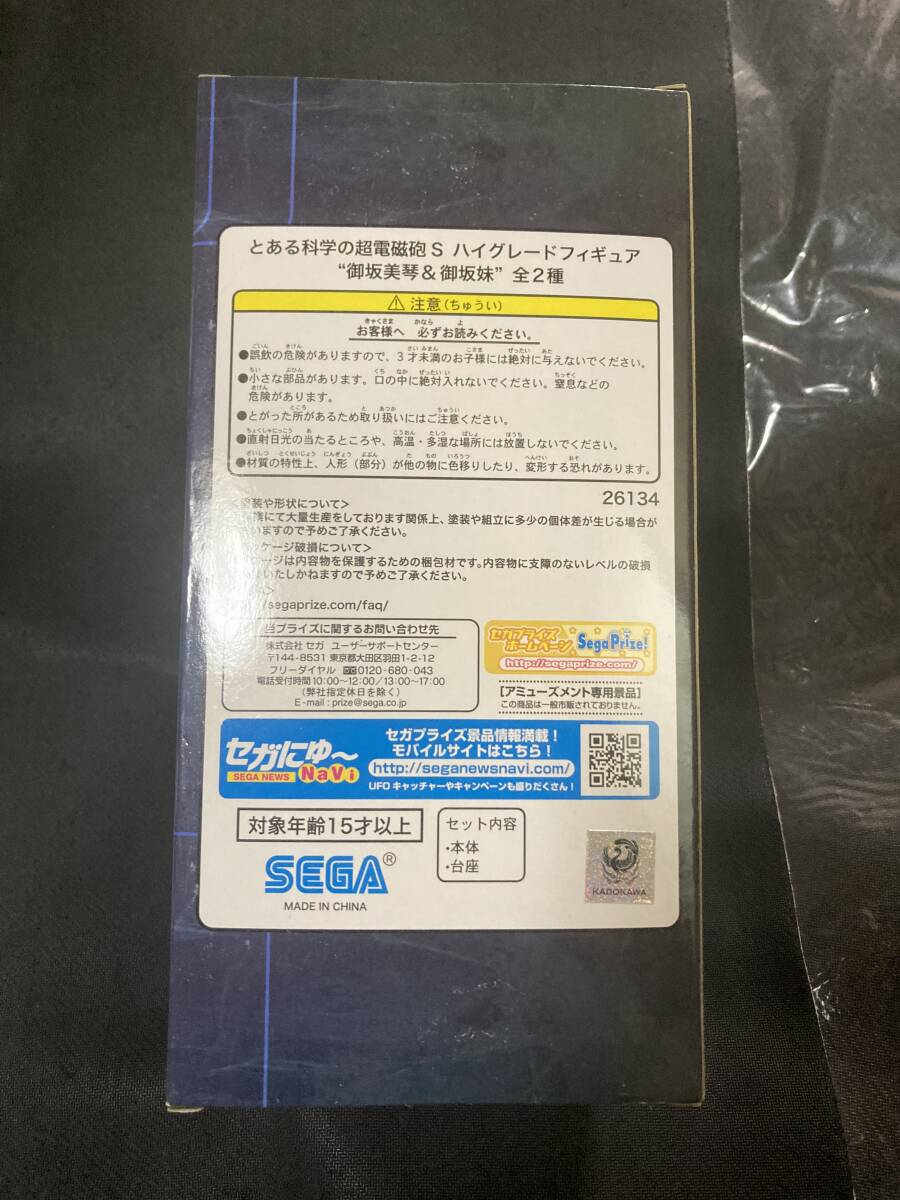 とある科学の超電磁砲S ハイグレードフィギュア
“御坂美琴&御坂妹” 全2種
⚠ 注意(ちゅうい)
お客様へ 必ずお読みください。
●誤飲の危険がありますので、3才未満のお子様には絶対に与えないでください。
●小さな部品があります。口の中に絶対入れないでください。窒息などの
危険があります。
●とがった所があるため取り扱いにはご注意ください。
●直射日光の当たるところや、高温・多湿な場所には放置しないでください。
●材質の特性上、人形(部分)が他の物に色移りしたり、変形する恐れがあります。
26134
塗装や形状について>
にて大量生産をしております関係上、塗装や組立に多少の個体差が生じる場合が
いますので予めご了承ください。
ケージ破損について>
ージは内容物を保護するための梱包材です。内容物に支障のないレベルの破損
いたしかねますので予めご了承ください。
>
/segaprize.com/faq/
当プライズに関するお問い合わせ先
株式会社 セガ ユーザーサポートセンター
〒144-8531 東京都大田区羽田1-2-12
フリーダイヤル 0120-680-043
電話受付時間10:00〜12:00/13:00〜17:00
(弊社指定休日を除く)
E-mail : prize@sega.co.jp
セガプライズ
ホームページ
Sega Prize!
http://segaprize.com/
[アミューズメント専用景品]
この商品は一般市販されておりません。
セガにゅ〜
SEGA NEWS
NaVi
セガプライズ景品情報満載!
モバイルサイトはこちら!
http://seganewsnavi.com/
UFOキャッチャーやキャンペーンも盛りだくさん!
対象年齢15才以上
セット内容
・本体
・台座
SEGA®
MADE IN CHINA
KADOKAWA